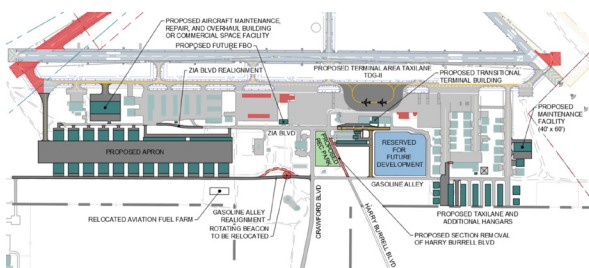 PROPOSED AIRCRAFT MAINTENANCE,
REPAIR, AND OVERHAUL BUILDING
OR COMMERCIAL SPACE FACILITY
PROPOSED FUTURE FBO
ZIA BLVD REALIGNMENT
PROPOSED TERMINAL AREA TAXILANE
TDG-II
PROPOSED TRANSITIONAL
TERMINAL BUILDING
PROPOSED
MAINTENANCE
FACILITY
(40' x 60')
ZIA BLVD
PROPOSED
REC PARK
RESERVED
FOR
FUTURE
DEVELOPMENT
PROPOSED APRON
GASOLINE ALLEY
RELOCATED AVIATION FUEL FARM
GASOLINE ALLEY
REALIGNMENT
ROTATING BEACON
TO BE RELOCATED
CRAWFORD BLVD
HARRY BURRELL BLVD
PROPOSED TAXILANE AND
ADDITIONAL HANGARS
PROPOSED SECTION REMOVAL
OF HARRY BURRELL BLVD